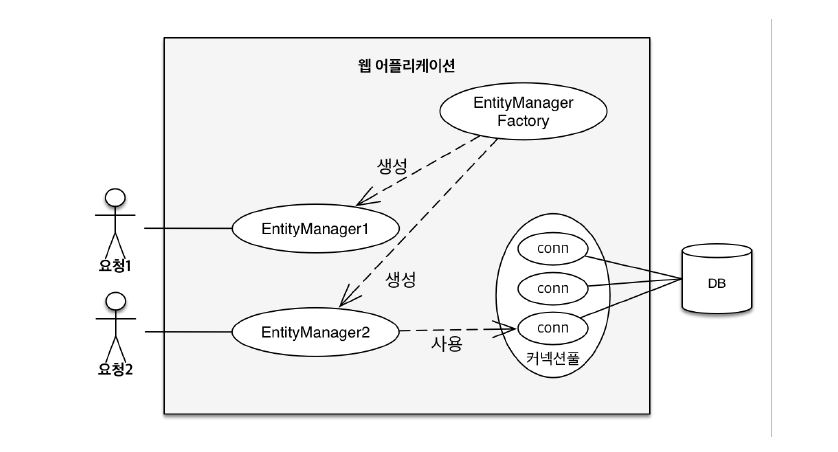 웹 어플리케이션
EntityManager
Factory
생성
EntityManager1
요청1
conn
conn
conn
커넥션풀
DB
생성
EntityManager2
사용
요청2